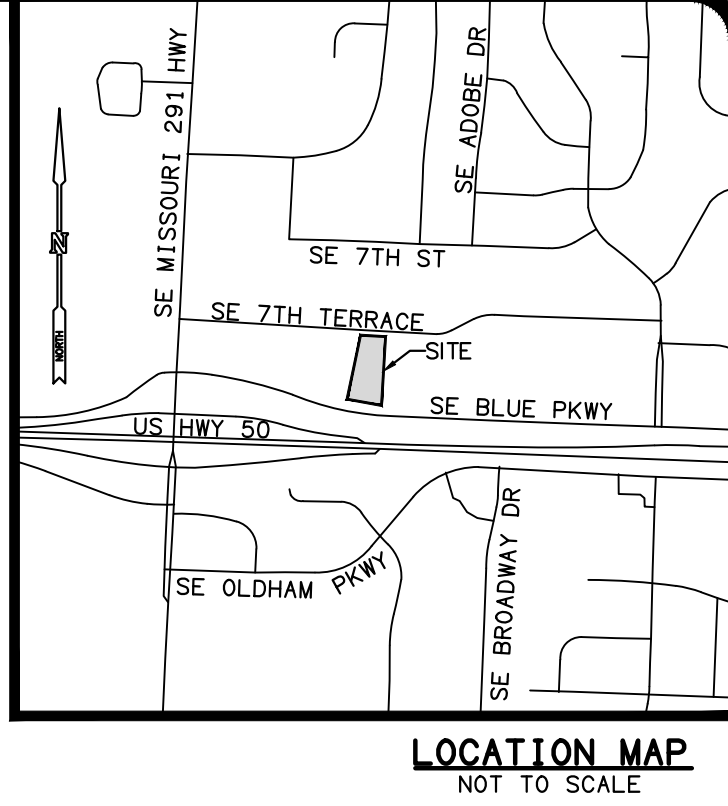 SE MISSOURI 291 HWY
SE ADOBE DR
N
NORTH
SE 7TH ST
SE 7TH TERRACE
SITE
SE BLUE PKWY
US HWY 50
SE OLDHAM PKWY
SE BROADWAY DR
LOCATION MAP
NOT TO SCALE